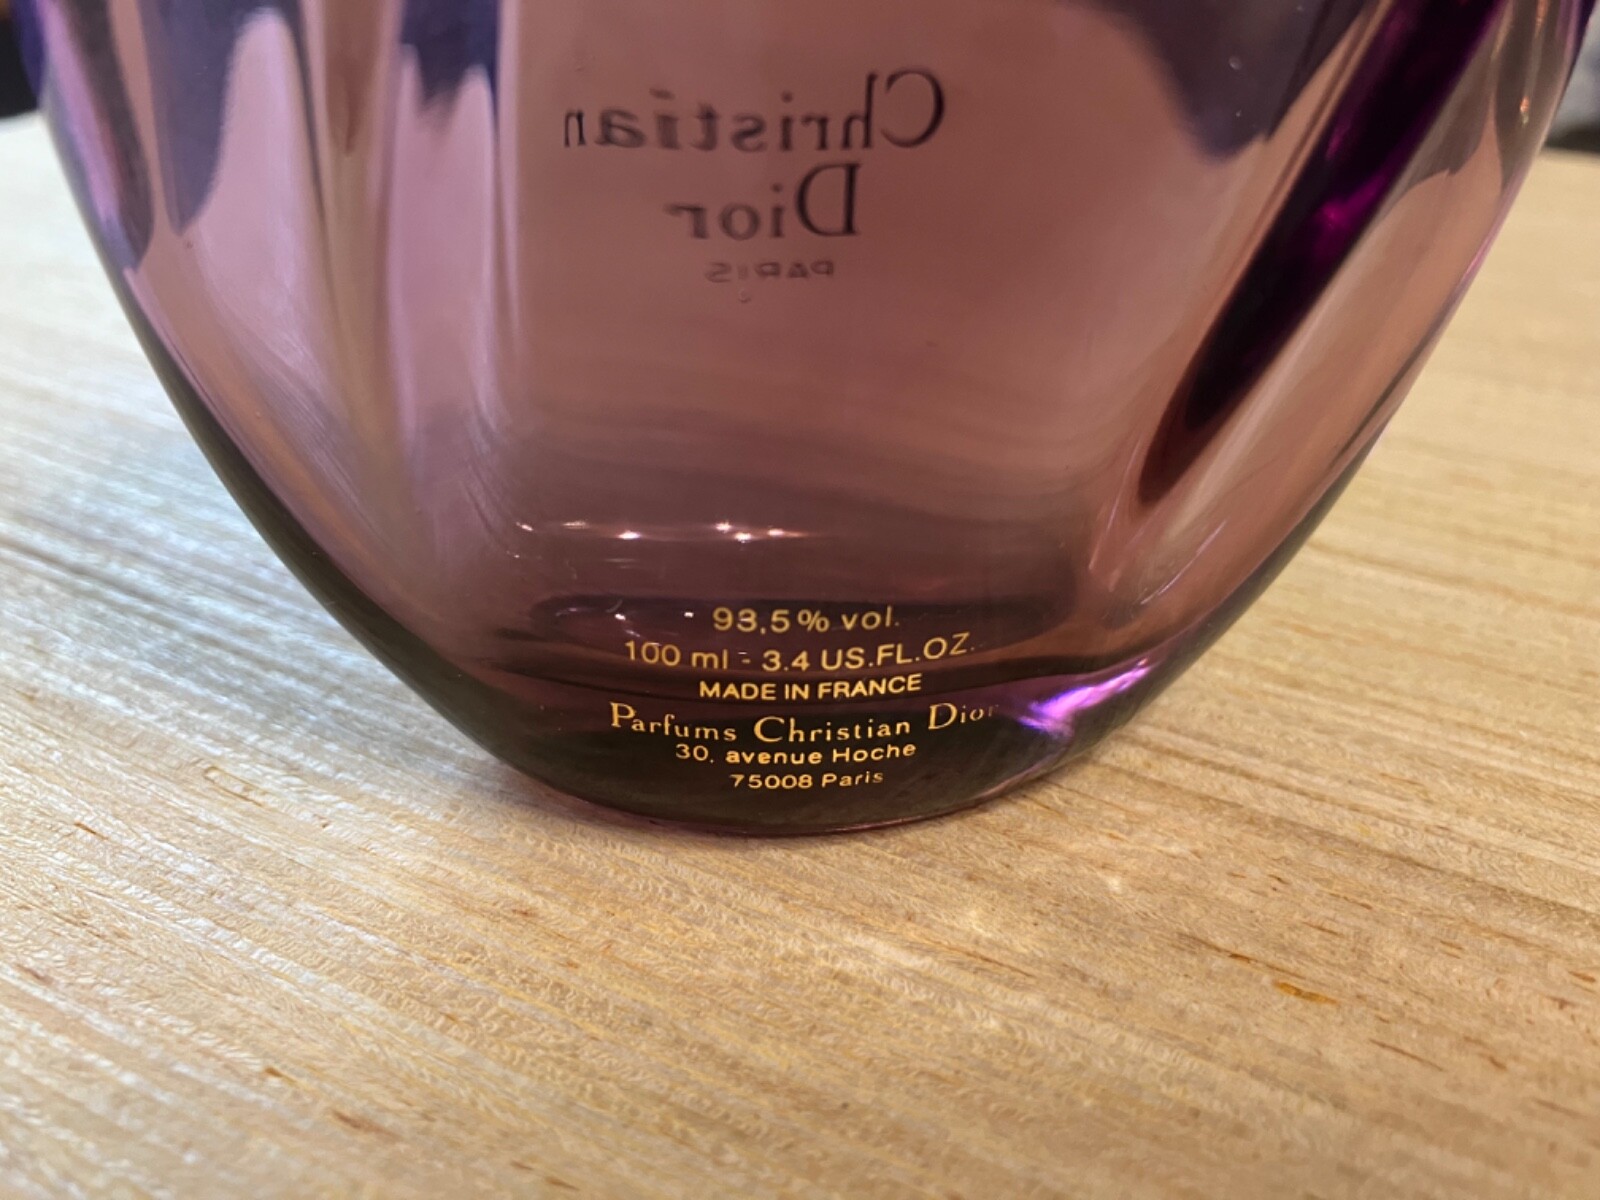 Christian
Dior
PARIS
93,5% vol.
100 ml - 3.4 US.FL.OZ.
MADE IN FRANCE
Parfums Christian Dior
30, avenue Hoche
75008 Paris